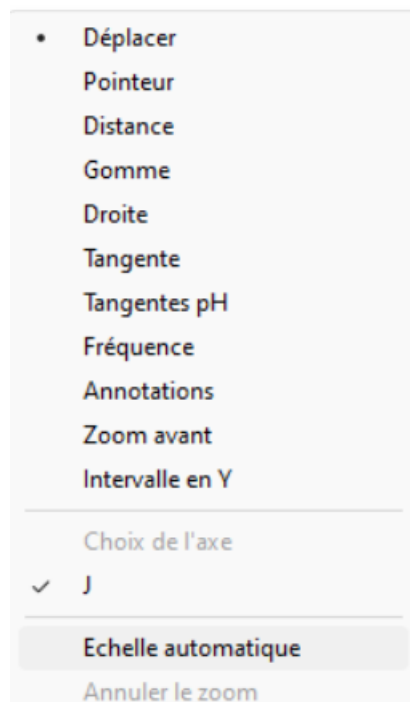 Déplacer
Pointeur
Distance
Gomme
Droite
Tangente
Tangentes pH
Fréquence
Annotations
Zoom avant
Intervalle en Y
Choix de l'axe
J
Echelle automatique
Annuler le zoom